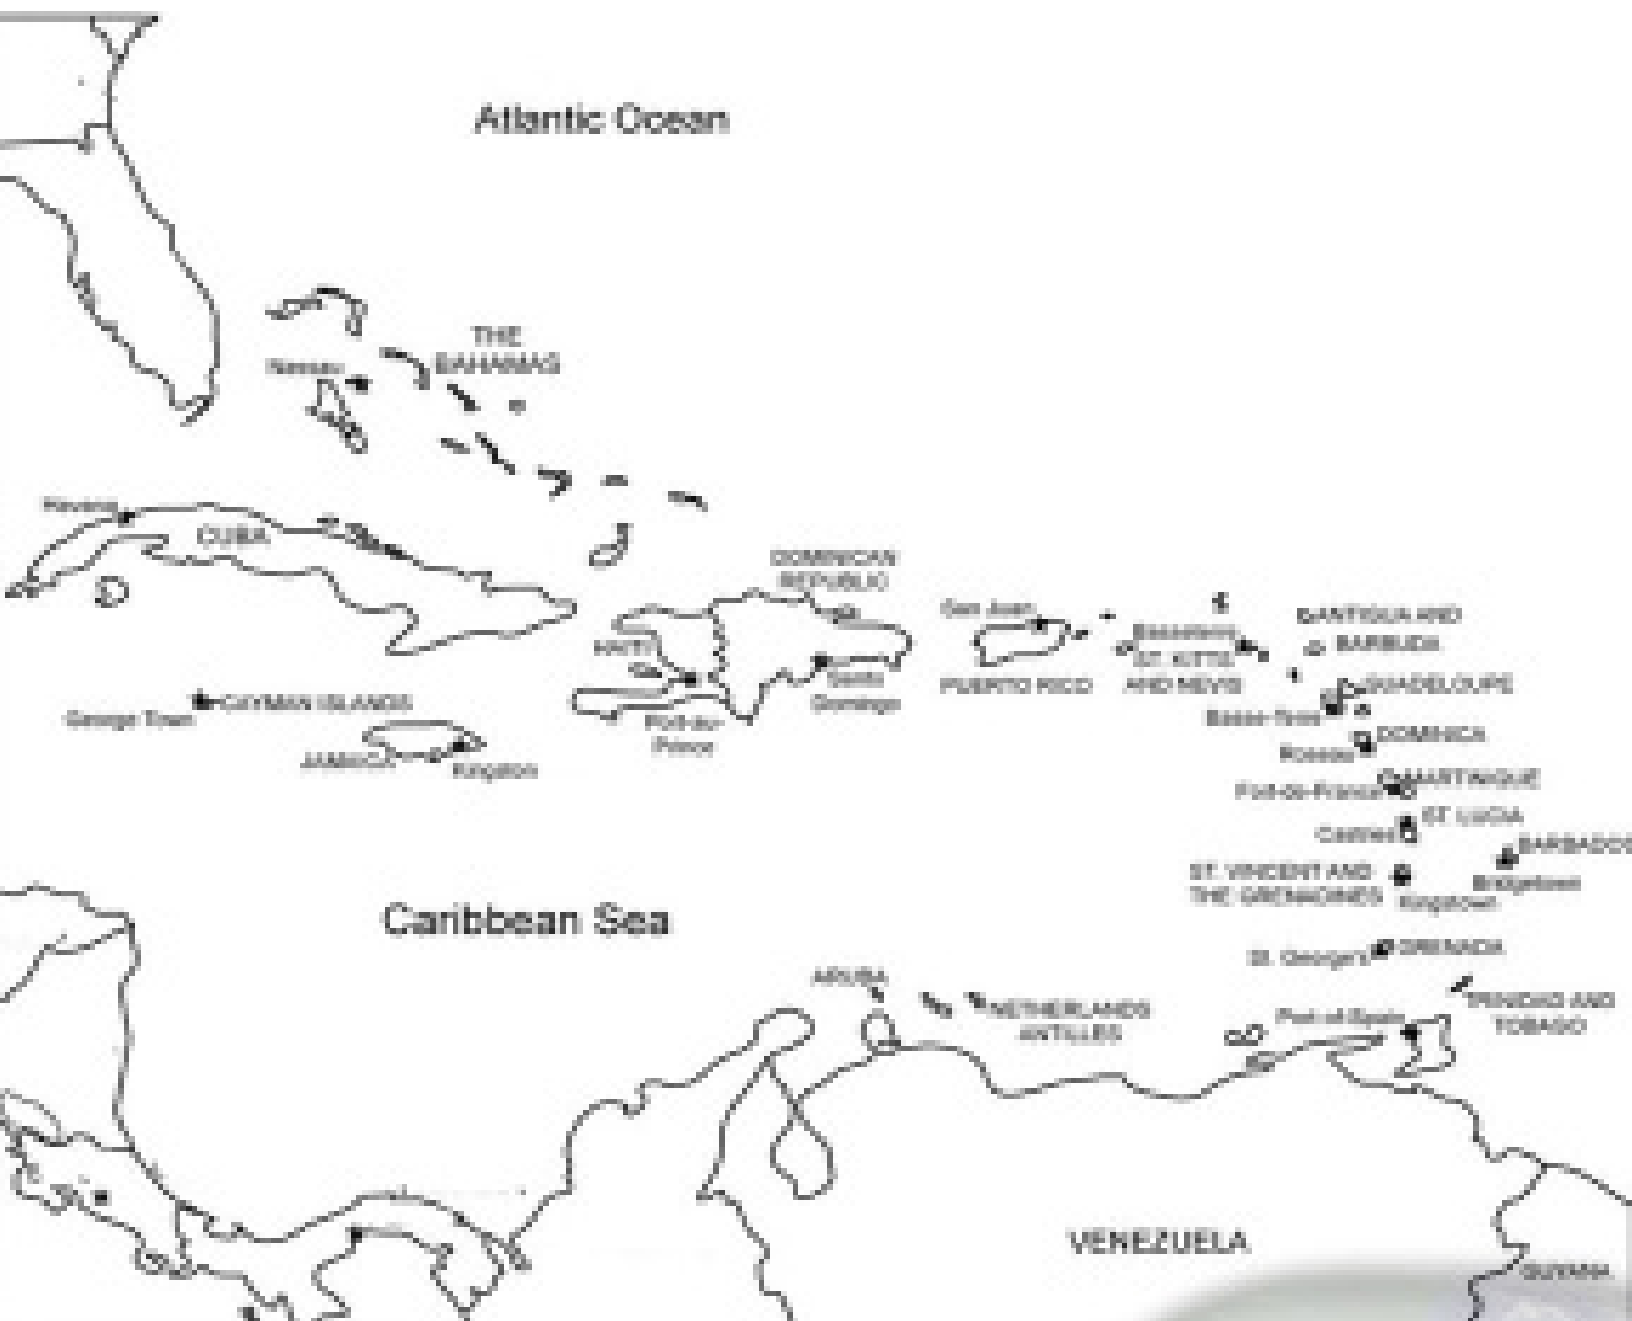 Atlantic Ocean
THE
BAHAMAS
Nassau
Havana
CUBA
DOMINICAN
REPUBLIC
San Juan
ANTIGUA AND
BARBUDA
Basseterre
ST. KITTS
AND NEVIS
HAITI
PUERTO RICO
GUADELOUPE
Santo
Domingo
CAYMAN ISLANDS
George Town
Basse-Terre
Port-au-
Prince
DOMINICA
Roseau
JAMAICA
Kingston
MARTINIQUE
Fort-de-France
ST. LUCIA
Castries
BARBADOS
Bridgetown
ST. VINCENT AND
THE GRENADINES
Kingstown
Caribbean Sea
GRENADA
St. George's
ARUBA
NETHERLANDS
ANTILLES
TRINIDAD AND
TOBAGO
Port-of-Spain
VENEZUELA
GUYANA